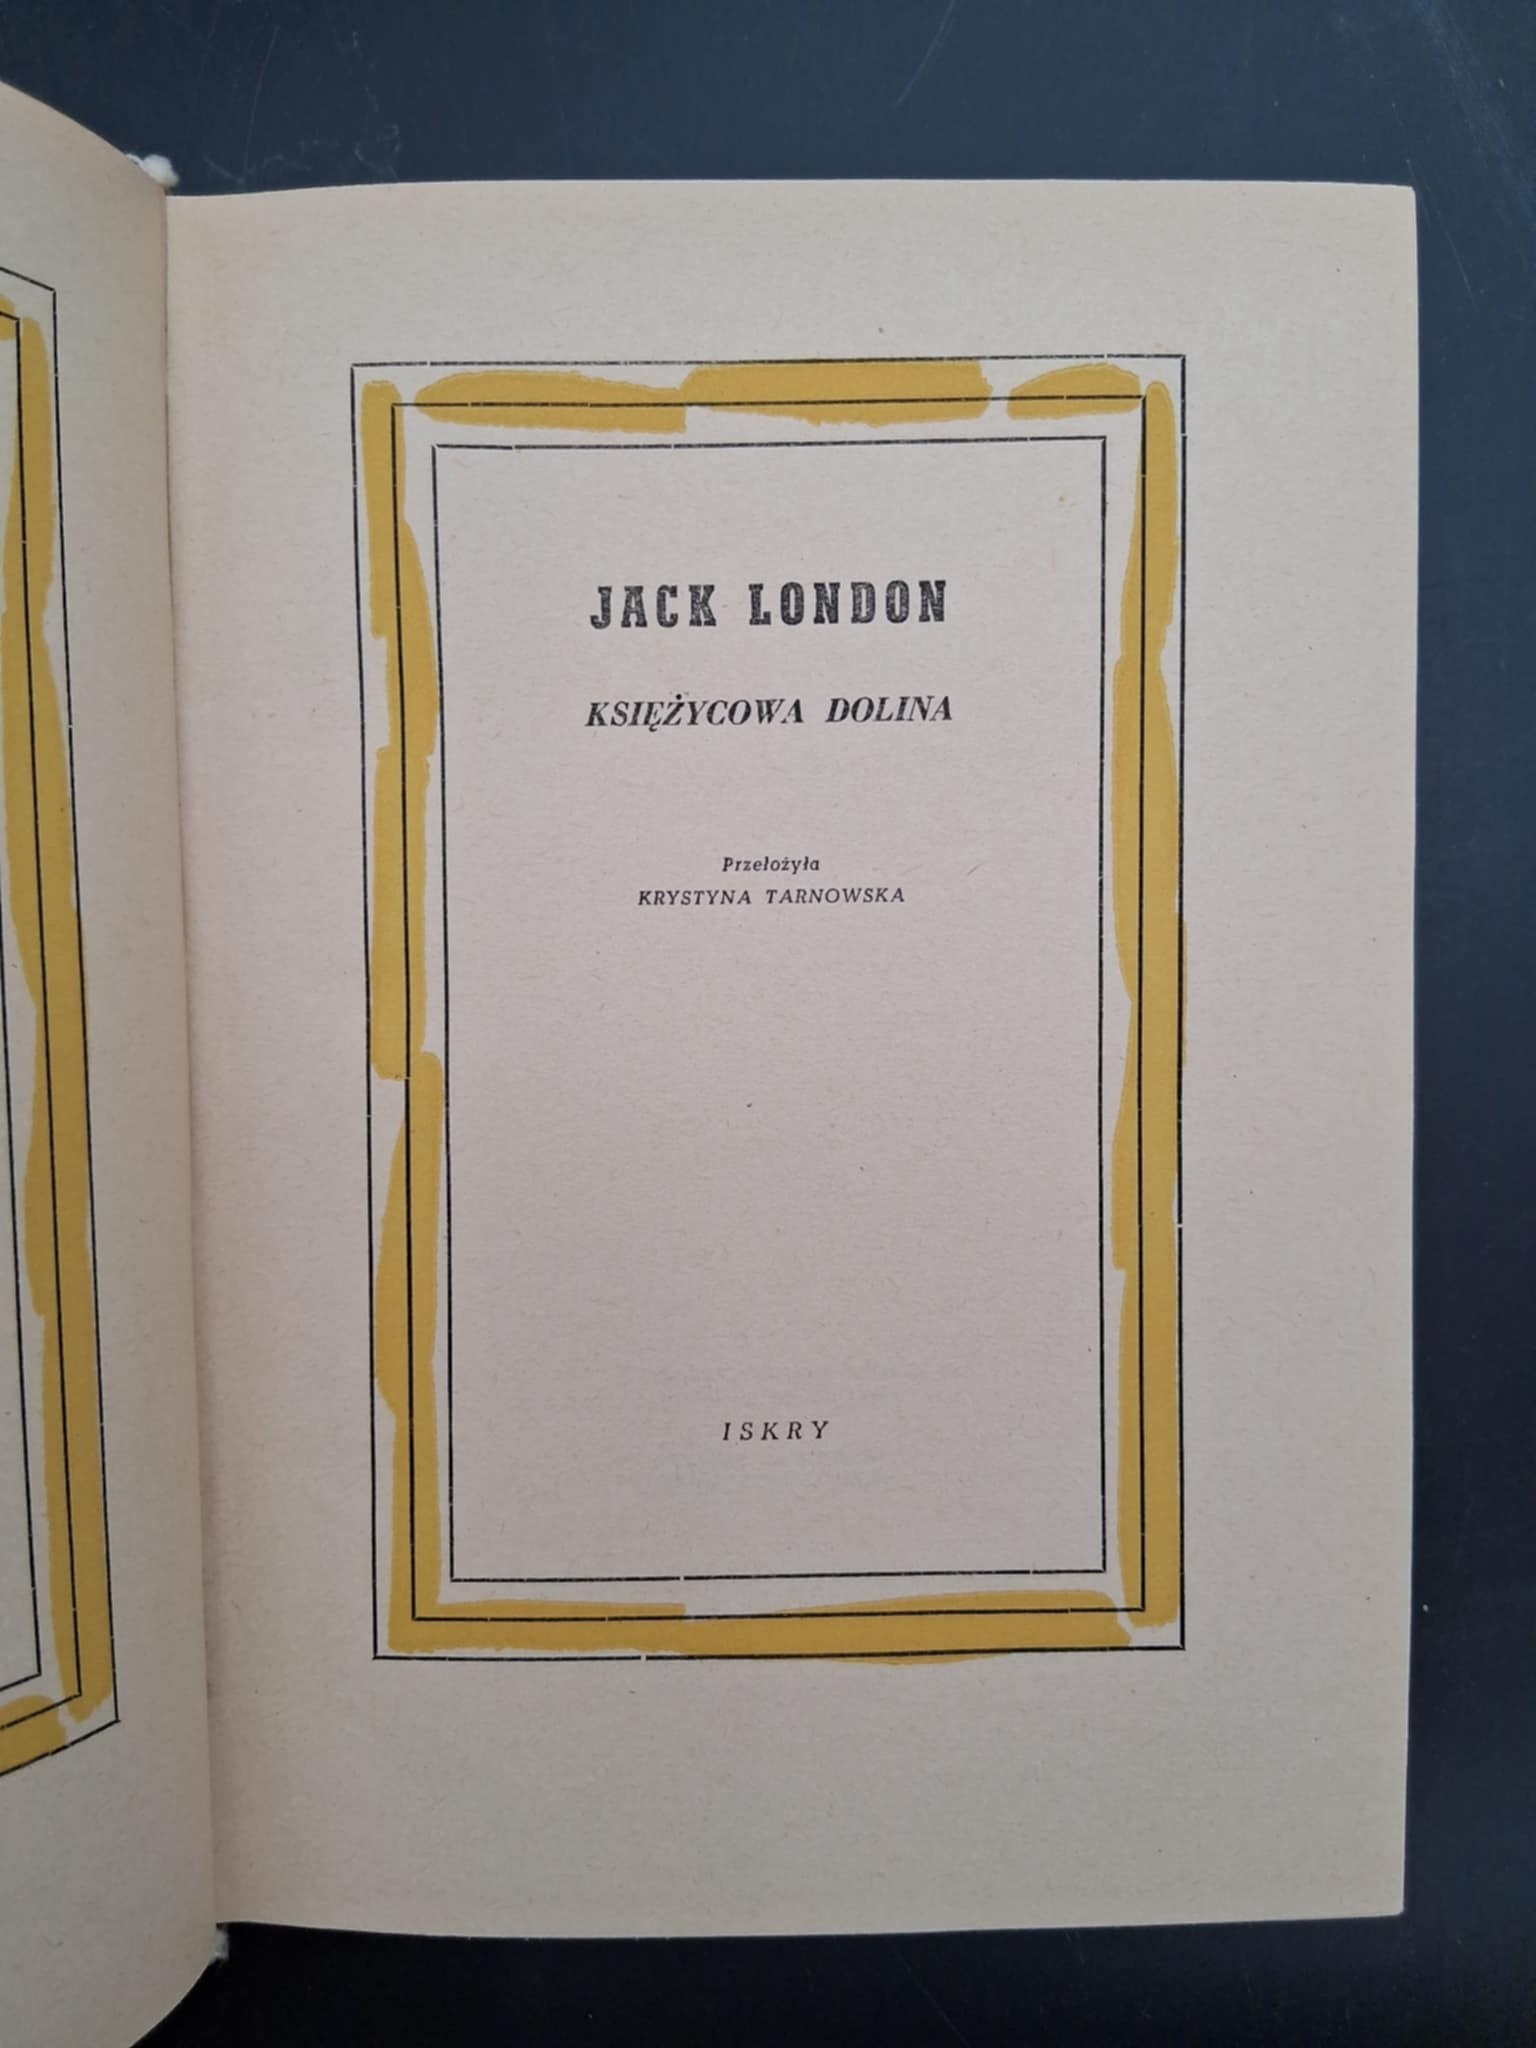 JACK LONDON
KSIĘŻYCOWA DOLINA
Przełożyła
KRYSTYNA TARNOWSKA
ISKRY